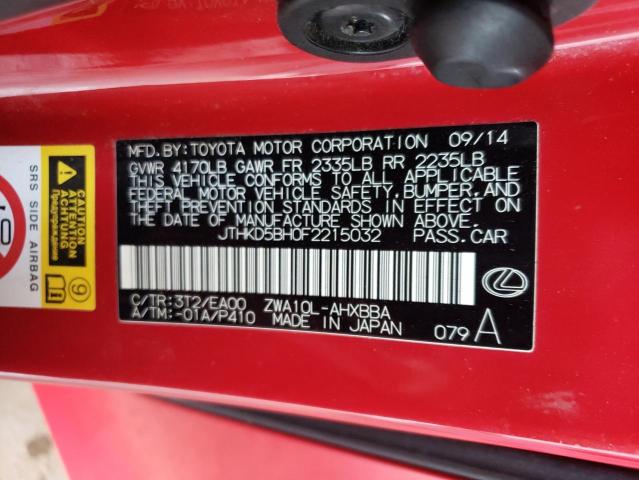 MFD.BY:TOYOTA MOTOR CORPORATION 09/14
GVWR 4170LB GAWR FR 2335LB RR 2235LB
THIS VEHICLE CONFORMS TO ALL APPLICABLE
FEDERAL MOTOR VEHICLE SAFETY,BUMPER,AND
THEFT PREVENTION STANDARDS IN EFFECT ON
THE DATE OF MANUFACTURE SHOWN ABOVE.
JTHKD5BH0F2215032 PASS.CAR
C/TR:3T2/EA00 ZWA10L-AHXBBA
A/TM:-01A/P410 MADE IN JAPAN
079 A
SRS SIDE AIRBAG
CAUTION
ATTENTION
ACHTUNG
Предупреждение
9